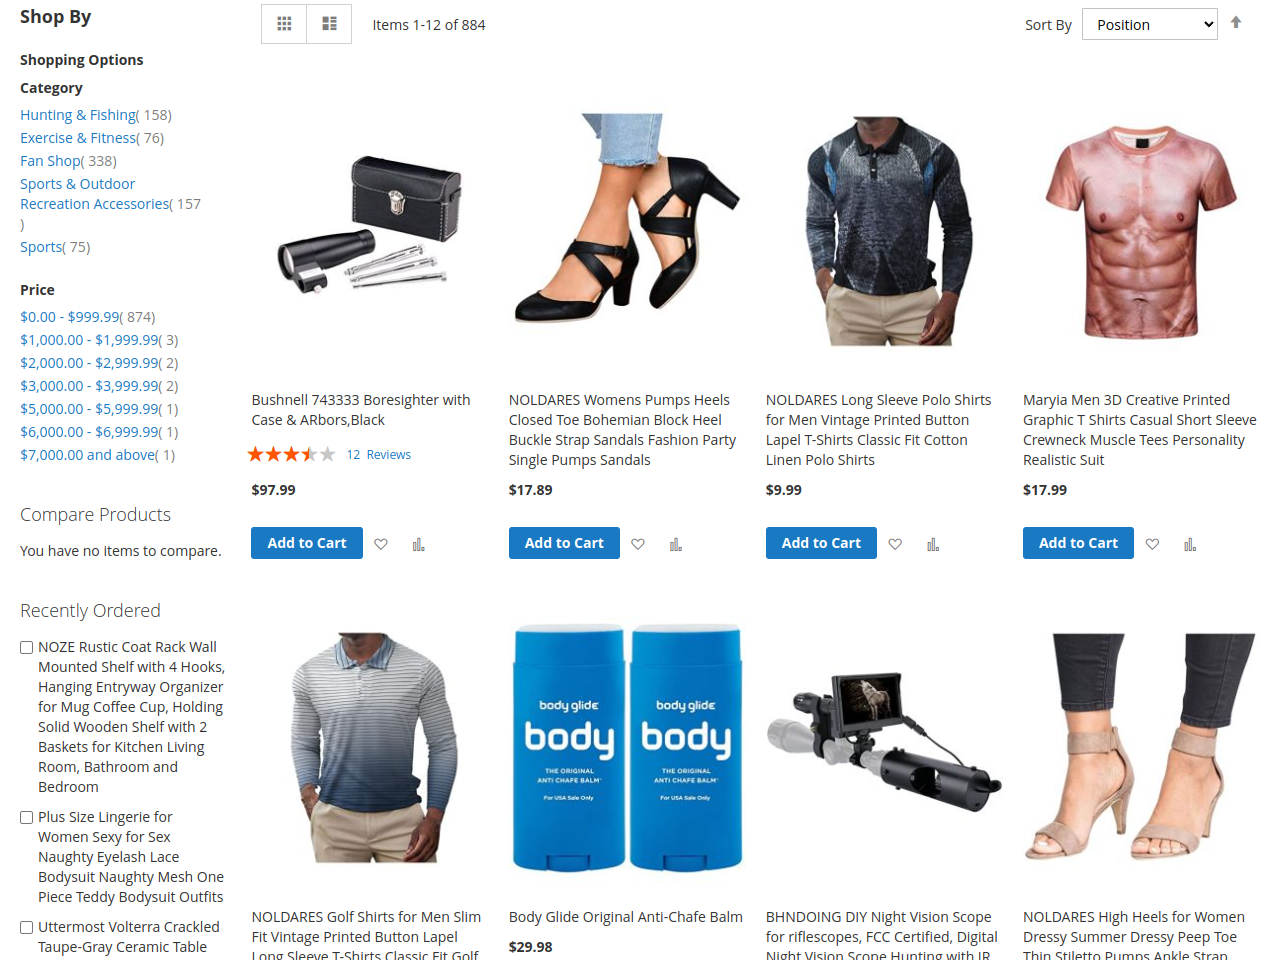 Shop By
Items 1-12 of 884
Sort By
Position
Shopping Options
Category
Hunting & Fishing( 158)
Exercise & Fitness( 76)
Fan Shop( 338)
Sports & Outdoor
Recreation Accessories( 157
)
Sports( 75)
Price
$0.00 - $999.99( 874)
$1,000.00 - $1,999.99( 3)
$2,000.00 - $2,999.99( 2)
$3,000.00 - $3,999.99( 2)
$5,000.00 - $5,999.99( 1)
$6,000.00 - $6,999.99( 1)
$7,000.00 and above( 1)
Compare Products
You have no items to compare.
Recently Ordered
NOZE Rustic Coat Rack Wall
Mounted Shelf with 4 Hooks,
Hanging Entryway Organizer
for Mug Coffee Cup, Holding
Solid Wooden Shelf with 2
Baskets for Kitchen Living
Room, Bathroom and
Bedroom
Plus Size Lingerie for
Women Sexy for Sex
Naughty Eyelash Lace
Bodysuit Naughty Mesh One
Piece Teddy Bodysuit Outfits
Uttermost Volterra Crackled
Taupe-Gray Ceramic Table
Bushnell 743333 Boresighter with
Case & ARbors,Black
12 Reviews
$97.99
Add to Cart
NOLDARES Womens Pumps Heels
Closed Toe Bohemian Block Heel
Buckle Strap Sandals Fashion Party
Single Pumps Sandals
$17.89
Add to Cart
NOLDARES Long Sleeve Polo Shirts
for Men Vintage Printed Button
Lapel T-Shirts Classic Fit Cotton
Linen Polo Shirts
$9.99
Add to Cart
Maryia Men 3D Creative Printed
Graphic T Shirts Casual Short Sleeve
Crewneck Muscle Tees Personality
Realistic Suit
$17.99
Add to Cart
NOLDARES Golf Shirts for Men Slim
Fit Vintage Printed Button Lapel
Long Sleeve T-Shirts Classic Fit Golf
body glide
body
THE ORIGINAL
ANTI CHAFE BALM
For USA Sale Only
body glide
body
THE ORIGINAL
ANTI CHAFE BALM
For USA Sale Only
Body Glide Original Anti-Chafe Balm
$29.98
BHNDOING DIY Night Vision Scope
for riflescopes, FCC Certified, Digital
Night Vision Scope Hunting with IR
NOLDARES High Heels for Women
Dressy Summer Dressy Peep Toe
Thin Stiletto Pumps Ankle Strap